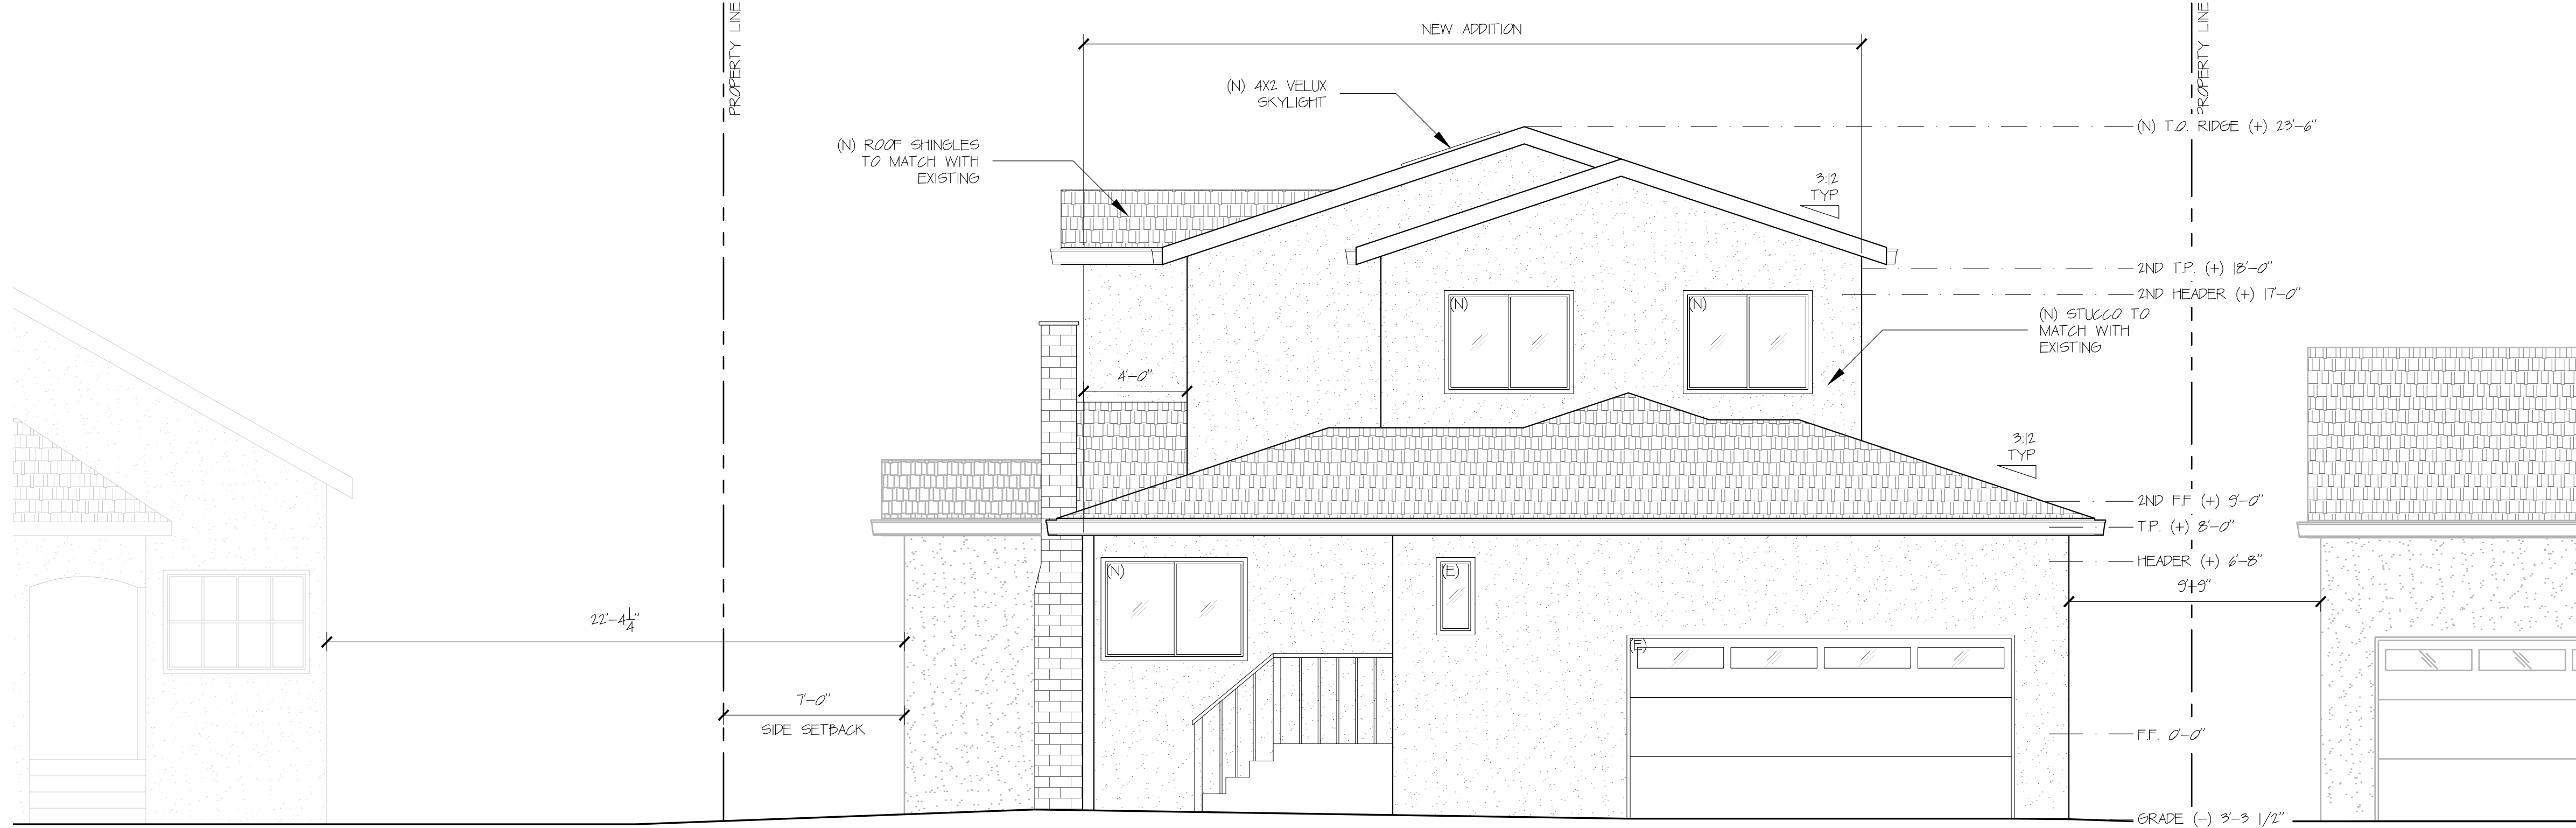 PROPERTY LINE
PROPERTY LINE
NEW ADDITION
(N) 4X2 VELUX
SKYLIGHT
(N) ROOF SHINGLES
TO MATCH WITH
EXISTING
(N) T.O. RIDGE (+) 23'-6"
3:12
TYP
2ND T.P. (+) 18'-0"
2ND HEADER (+) 17'-0"
(N)
(N)
(N) STUCCO TO
MATCH WITH
EXISTING
4'-0"
3:12
TYP
2ND F.F. (+) 9'-0"
T.P. (+) 8'-0"
HEADER (+) 6'-8"
(N)
(E)
9'-9"
22'-4 1/4"
(E)
7'-0"
SIDE SETBACK
F.F. 0'-0"
GRADE (-) 3'-3 1/2"